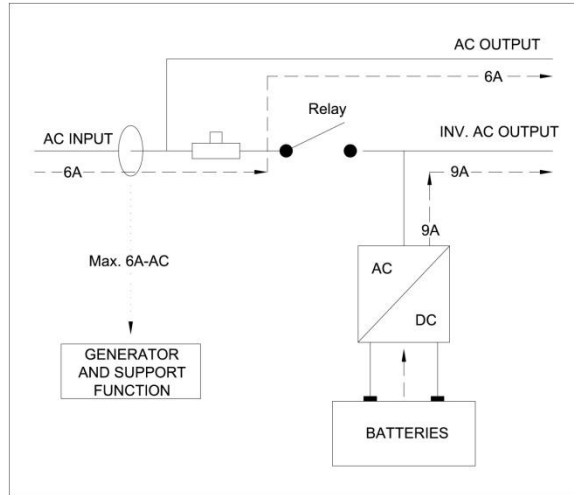 AC OUTPUT
6A
Relay
AC INPUT
INV. AC OUTPUT
6A
9A
9A
Max. 6A-AC
AC
DC
GENERATOR
AND SUPPORT
FUNCTION
BATTERIES